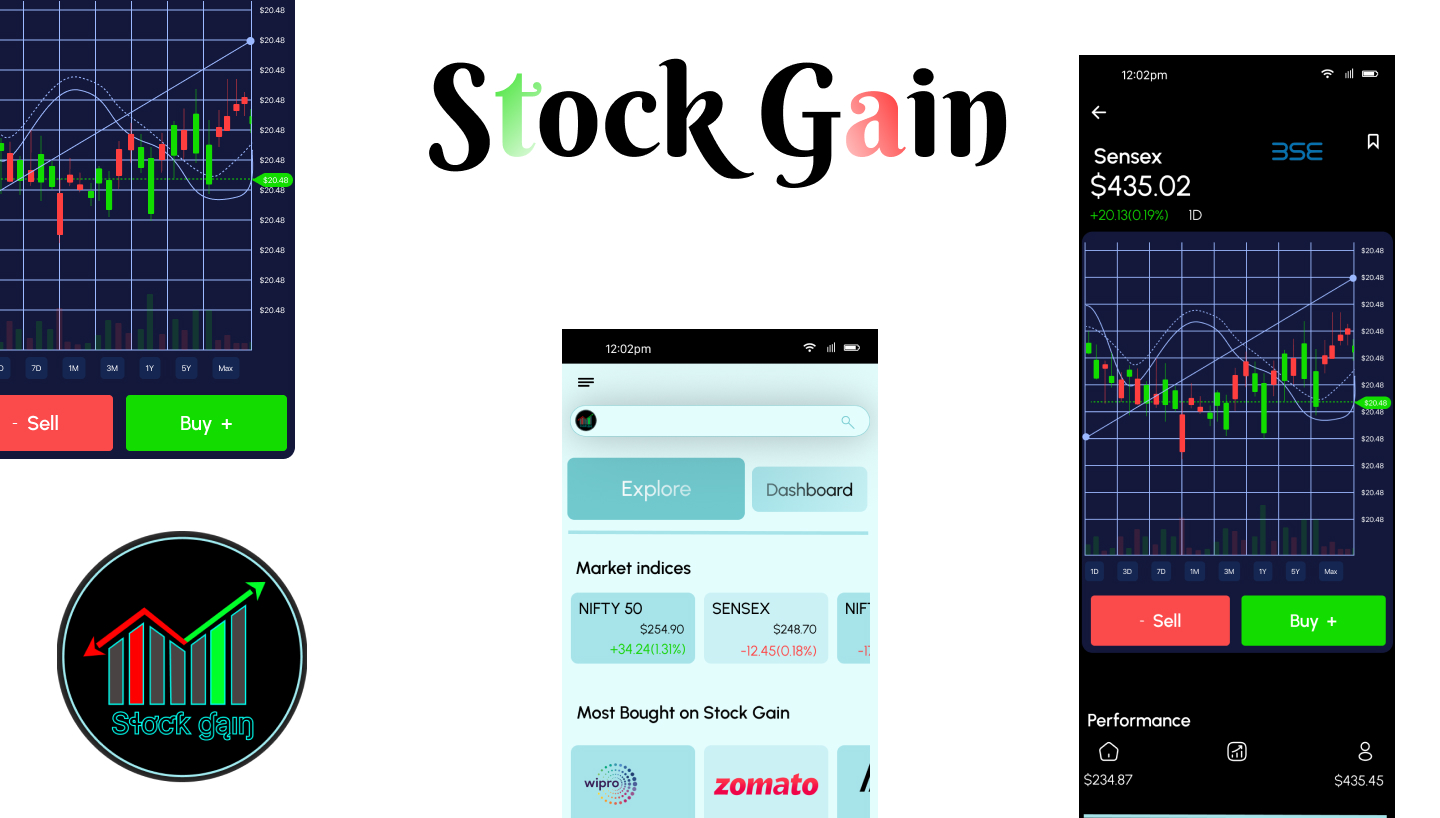 $20.48
$20.48
$20.48
$20.48
$20.48
$20.48
$20.48
$20.48
$20.48
$20.48
$20.48
$20.48
D 7D 1M 3M 1Y 5Y Max
- Sell Buy +
Stock gain
Stock Gain
12:02pm
Explore Dashboard
Market indices
NIFTY 50
$254.90
+34.24(1.31%)
SENSEX
$248.70
-12.45(0.18%)
NIFT
-17
Most Bought on Stock Gain
wipro
zomato
12:02pm
Sensex
BSE
$435.02
+20.13(0.19%) 1D
$20.48
$20.48
$20.48
$20.48
$20.48
$20.48
$20.48
$20.48
$20.48
$20.48
$20.48
$20.48
1D 3D 7D 1M 3M 1Y 5Y Max
- Sell Buy +
Performance
$234.87 $435.45